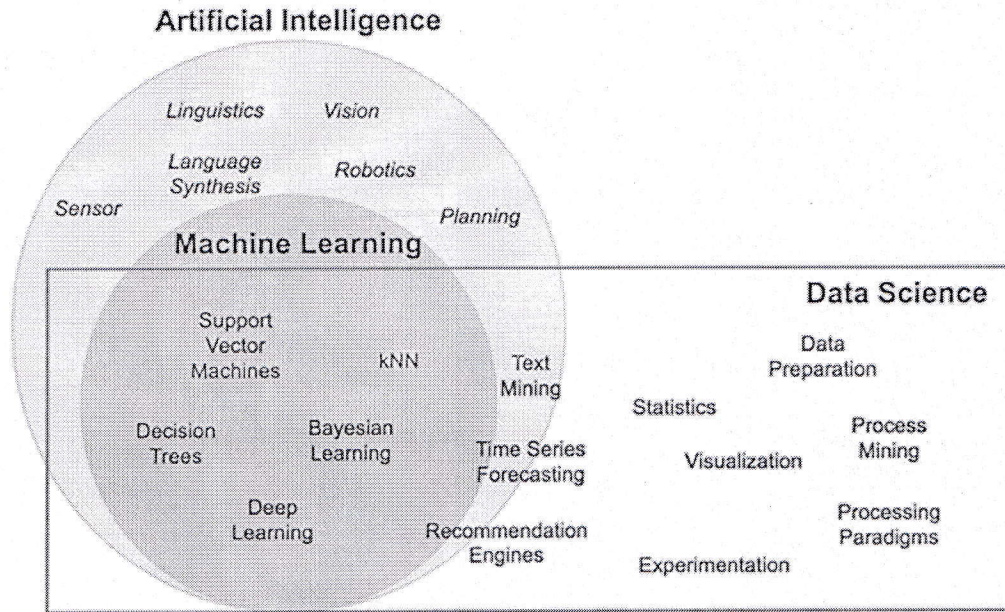 Artificial Intelligence
Linguistics
Vision
Language
Synthesis
Robotics
Sensor
Planning
Machine Learning
Data Science
Support
Vector
Machines
kNN
Text
Mining
Data
Preparation
Statistics
Decision
Trees
Bayesian
Learning
Time Series
Forecasting
Visualization
Process
Mining
Deep
Learning
Recommendation
Engines
Processing
Paradigms
Experimentation